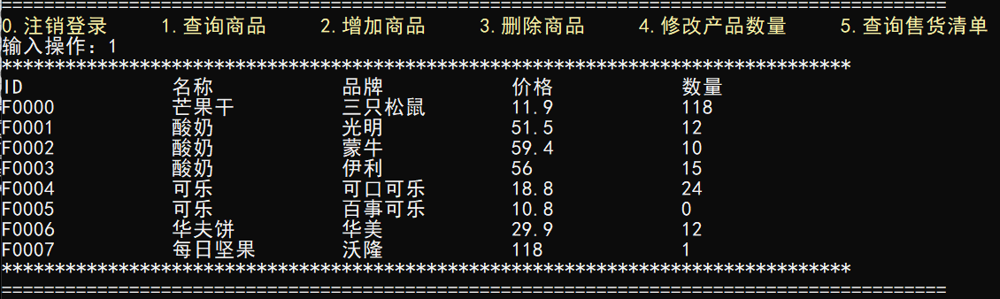 ==========================================================================================
0.注销登录     1.查询商品     2.增加商品     3.删除商品     4.修改产品数量     5.查询售货清单
输入操作：1
********************************************************************************
ID              名称            品牌            价格            数量
F0000           芒果干          三只松鼠        11.9            118
F0001           酸奶            光明            51.5            12
F0002           酸奶            蒙牛            59.4            10
F0003           酸奶            伊利            56              15
F0004           可乐            可口可乐        18.8            24
F0005           可乐            百事可乐        10.8            0
F0006           华夫饼          华美            29.9            12
F0007           每日坚果        沃隆            118             1
********************************************************************************
==========================================================================================